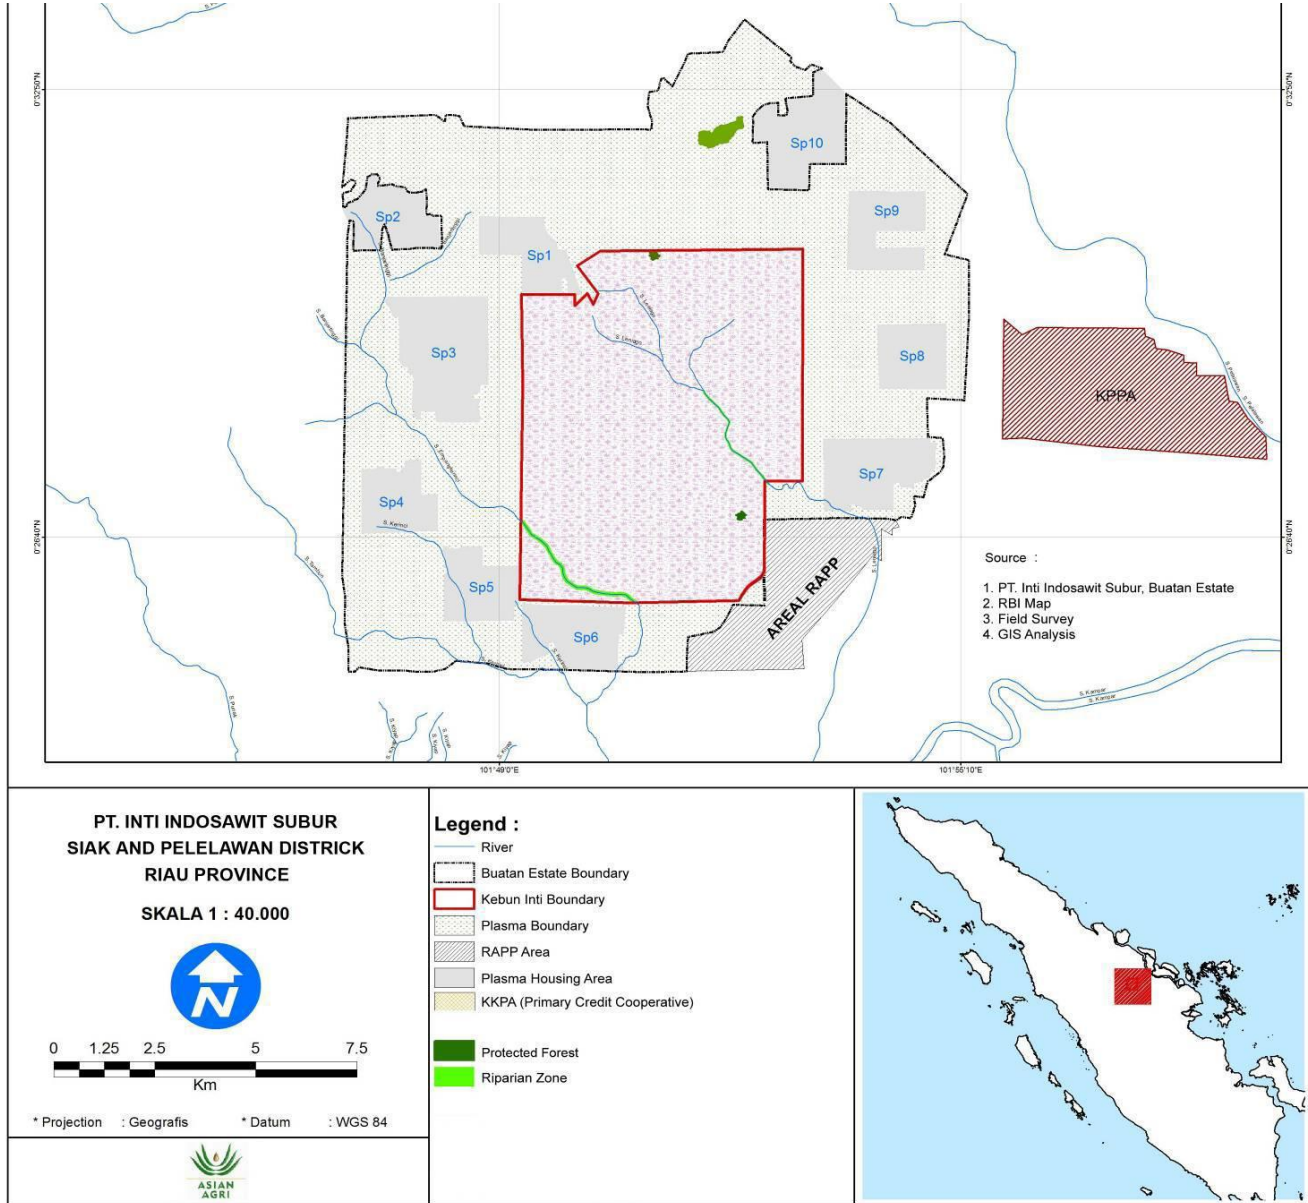 0°32'50"N
0°32'50"N
Sp10
Sp9
Sp2
Sp1
S. Lintago
S. Lintago
Sp3
Sp8
KPPA
Sp7
Sp4
S. Kerinci
0°26'40"N
0°26'40"N
Sp5
AREAL RAPP
Sp6
S. Kampar
S. Kampar
101°49'0"E
101°55'10"E
Source :
1. PT. Inti Indosawit Subur, Buatan Estate
2. RBI Map
3. Field Survey
4. GIS Analysis
PT. INTI INDOSAWIT SUBUR
SIAK AND PELELAWAN DISTRICK
RIAU PROVINCE
SKALA 1 : 40.000
N
0 1.25 2.5 5 7.5
Km
* Projection : Geografis * Datum : WGS 84
ASIAN
AGRI
Legend :
River
Buatan Estate Boundary
Kebun Inti Boundary
Plasma Boundary
RAPP Area
Plasma Housing Area
KKPA (Primary Credit Cooperative)
Protected Forest
Riparian Zone